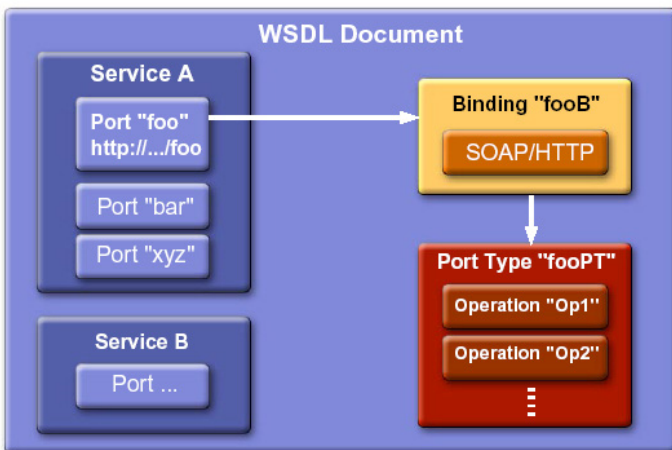 WSDL Document
Service A
Port "foo"
http://.../foo
Port "bar"
Port "xyz"
Service B
Port ...
Binding "fooB"
SOAP/HTTP
Port Type "fooPT"
Operation "Op1"
Operation "Op2"